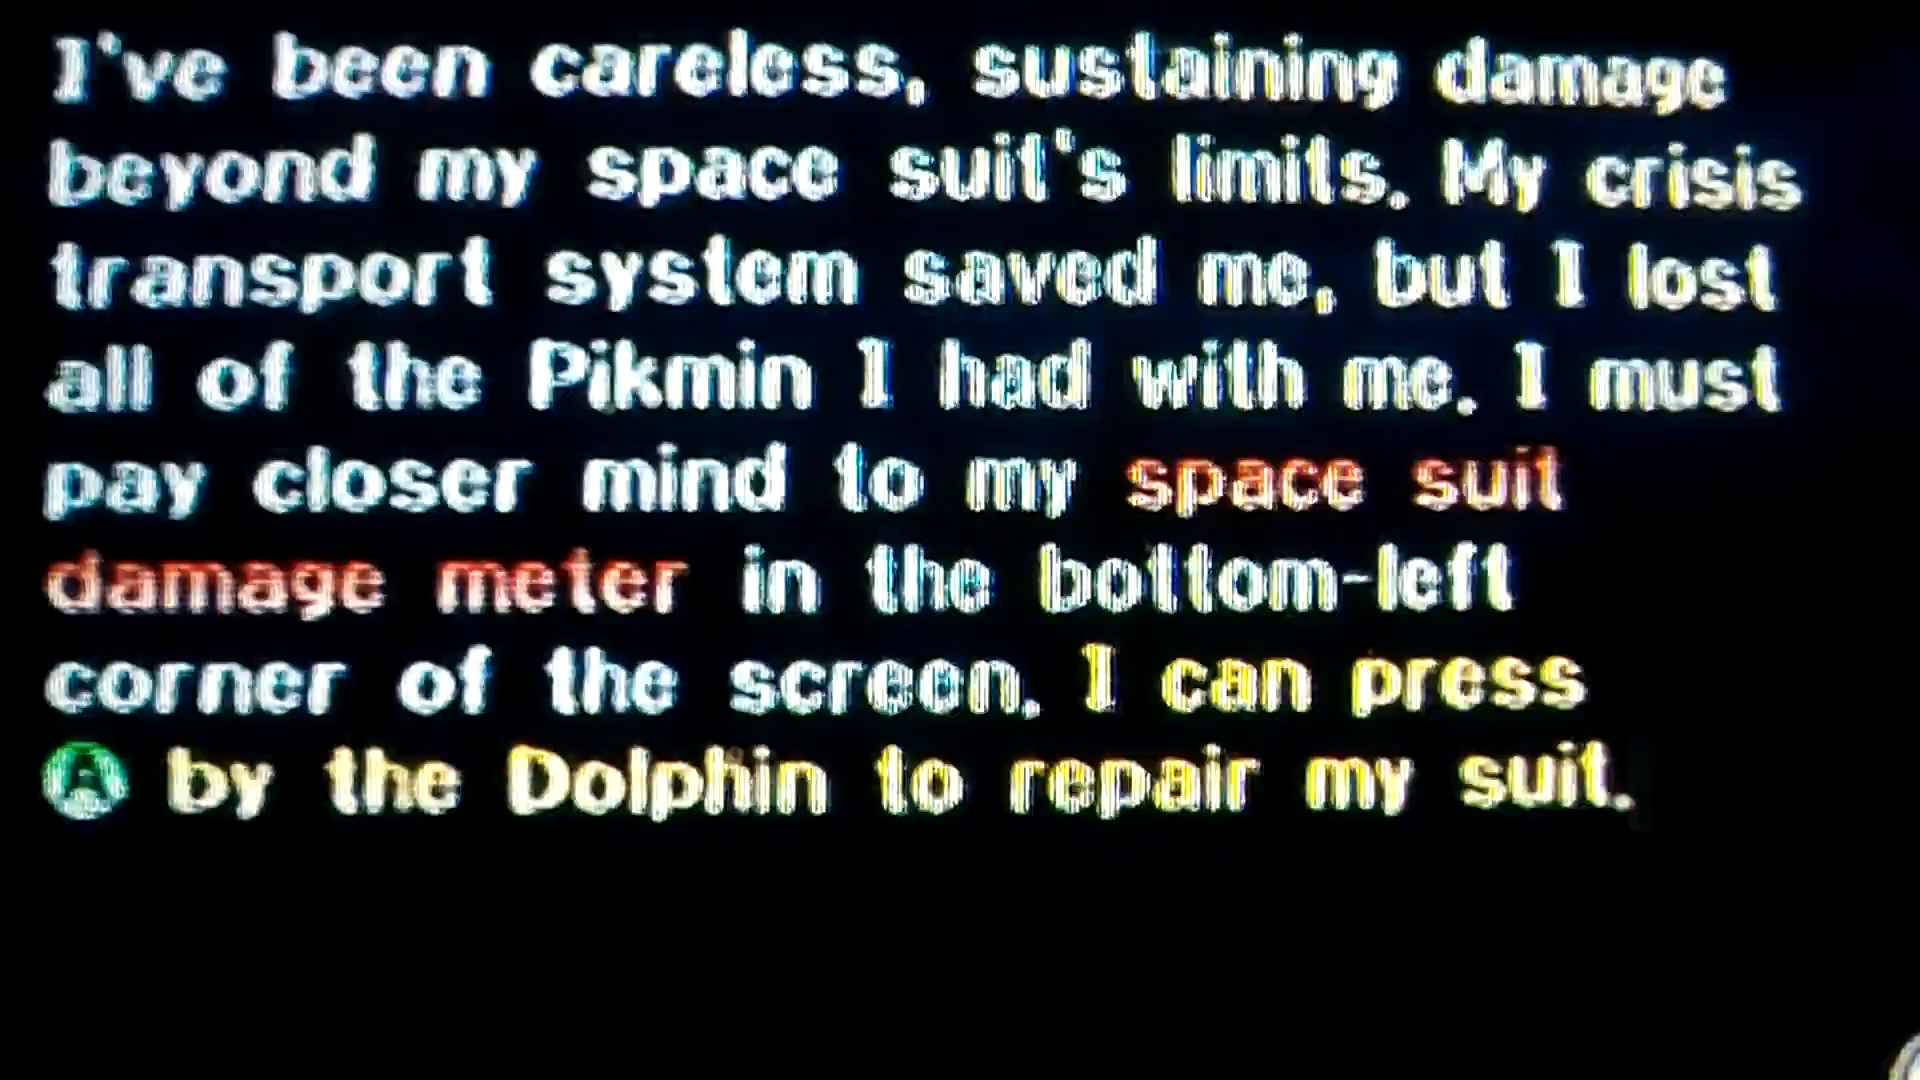 I've been careless, sustaining damage
beyond my space suit's limits. My crisis
transport system saved me, but I lost
all of the Pikmin I had with me. I must
pay closer mind to my space suit
damage meter in the bottom-left
corner of the screen. I can press
A by the Dolphin to repair my suit.